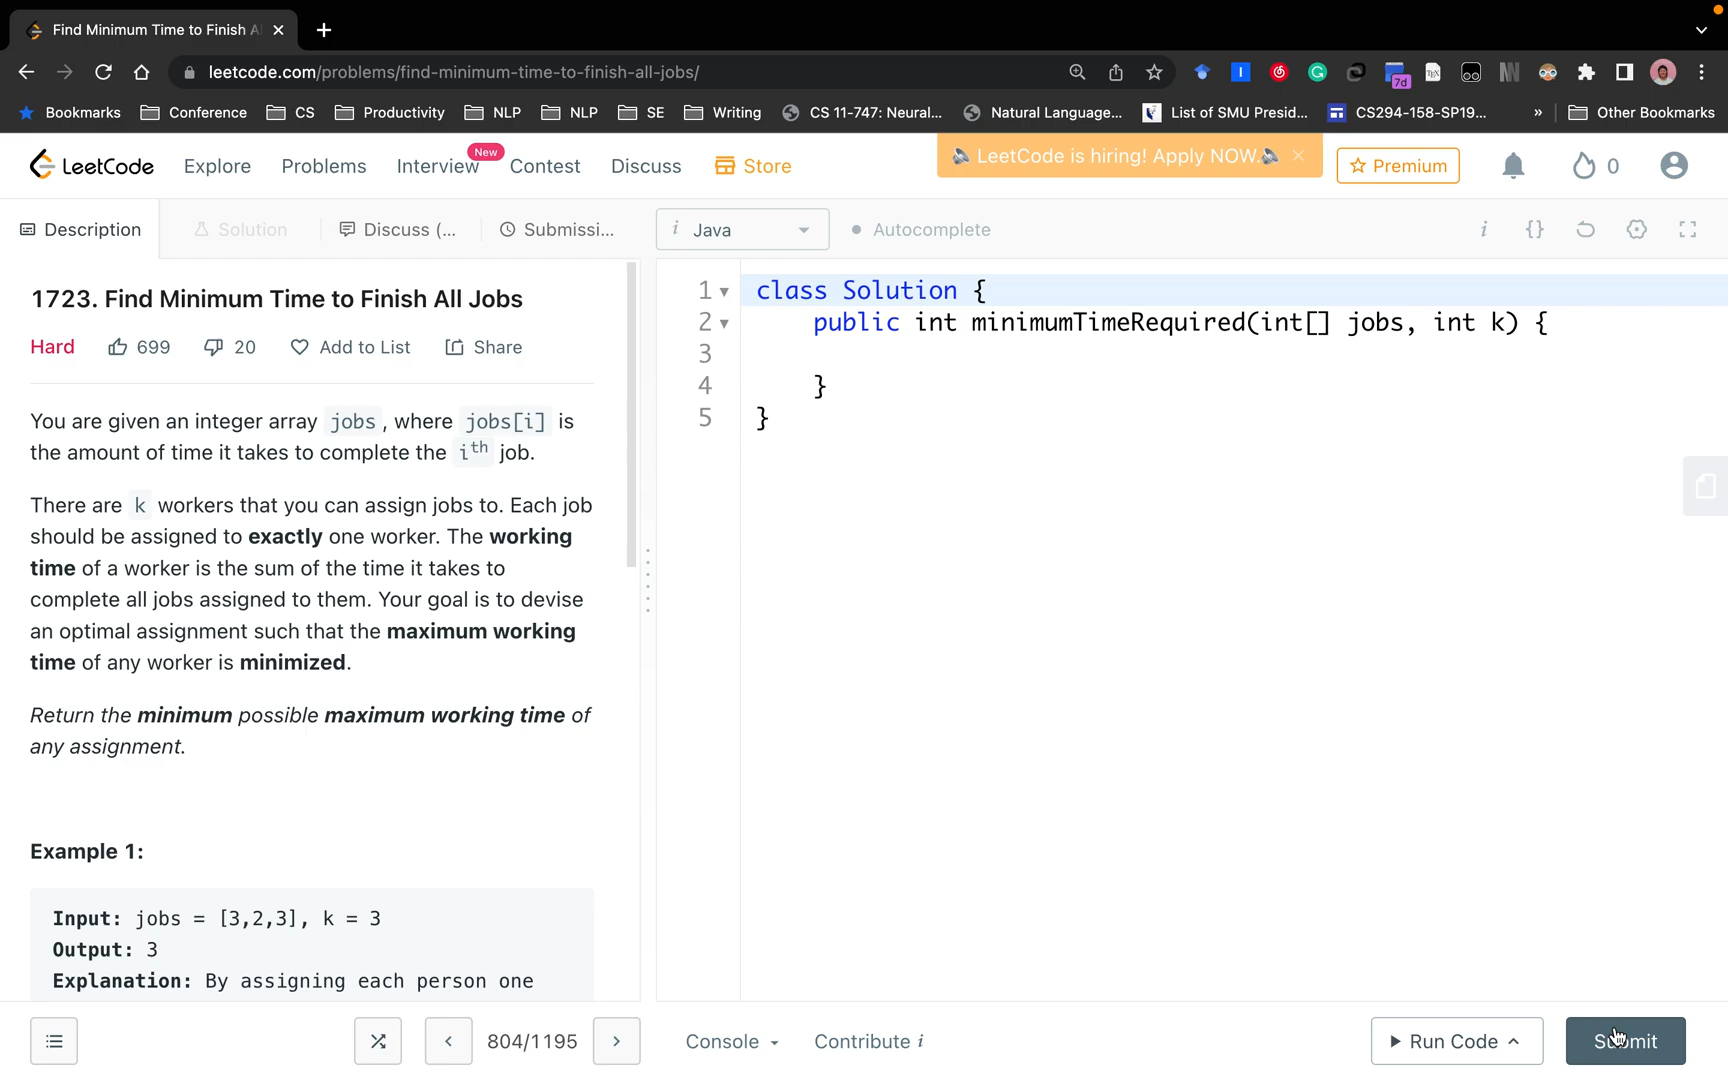 Find Minimum Time to Finish Al
leetcode.com/problems/find-minimum-time-to-finish-all-jobs/
7d
Bookmarks Conference CS Productivity NLP NLP SE Writing CS 11-747: Neural... Natural Language... List of SMU Presid... CS294-158-SP19... » Other Bookmarks
LeetCode Explore Problems Interview New Contest Discuss Store LeetCode is hiring! Apply NOW. Premium 0
Description Solution Discuss (... Submissi... i Java Autocomplete i {}
1723. Find Minimum Time to Finish All Jobs
Hard 699 20 Add to List Share
You are given an integer array jobs, where jobs[i] is
the amount of time it takes to complete the ith job.
There are k workers that you can assign jobs to. Each job
should be assigned to exactly one worker. The working
time of a worker is the sum of the time it takes to
complete all jobs assigned to them. Your goal is to devise
an optimal assignment such that the maximum working
time of any worker is minimized.
Return the minimum possible maximum working time of
any assignment.
Example 1:
Input: jobs = [3,2,3], k = 3
Output: 3
Explanation: By assigning each person one
1 class Solution {
2 public int minimumTimeRequired(int[] jobs, int k) {
3
4 }
5 }
804/1195 Console Contribute i Run Code Submit